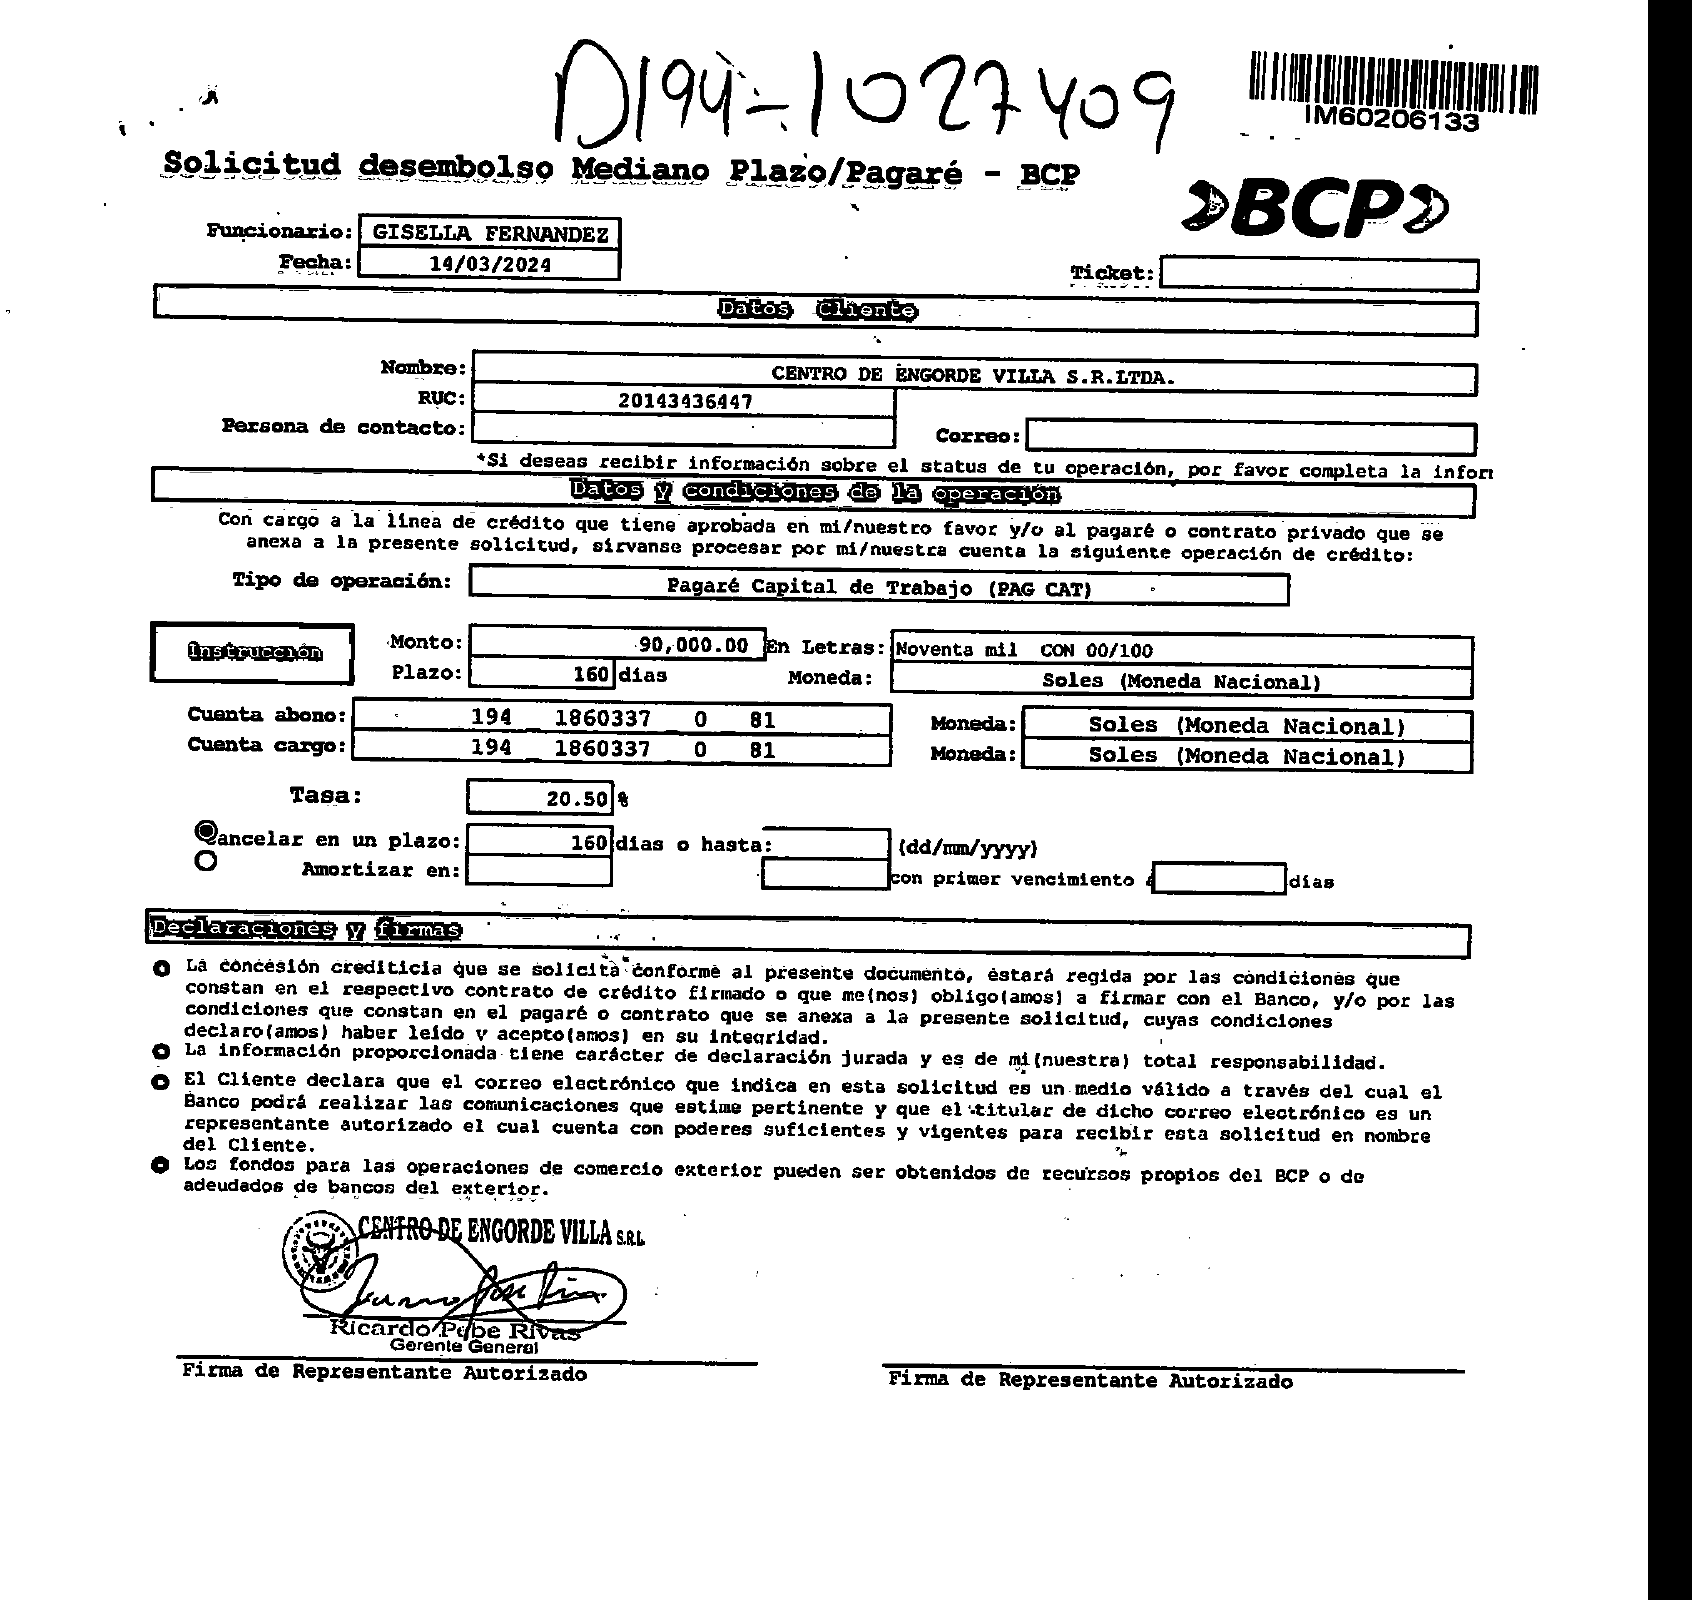 D194-1027409
IM60206133
Solicitud desembolso Mediano Plazo/Pagaré - BCP
BCP
Funcionario: GISELLA FERNANDEZ
Fecha: 14/03/2024
Ticket:
Datos Cliente
Nombre: CENTRO DE ENGORDE VILLA S.R.LTDA.
RUC: 20143436447
Persona de contacto: Correo:
*Si deseas recibir información sobre el status de tu operación, por favor completa la infor
Datos y condiciones de la operación
Con cargo a la línea de crédito que tiene aprobada en mi/nuestro favor y/o al pagaré o contrato privado que se
anexa a la presente solicitud, sírvanse procesar por mi/nuestra cuenta la siguiente operación de crédito:
Tipo de operación: Pagaré Capital de Trabajo (PAG CAT)
Instrucción
Monto: 90,000.00 En Letras: Noventa mil CON 00/100
Plazo: 160 días Moneda: Soles (Moneda Nacional)
Cuenta abono: 194 1860337 0 81 Moneda: Soles (Moneda Nacional)
Cuenta cargo: 194 1860337 0 81 Moneda: Soles (Moneda Nacional)
Tasa: 20.50 %
ancelar en un plazo: 160 días o hasta: (dd/mm/yyyy)
Amortizar en: con primer vencimiento días
Declaraciones y firmas
La concesión crediticia que se solicita conforme al presente documento, estará regida por las condiciones que
constan en el respectivo contrato de crédito firmado o que me(nos) obligo(amos) a firmar con el Banco, y/o por las
condiciones que constan en el pagaré o contrato que se anexa a la presente solicitud, cuyas condiciones
declaro(amos) haber leído y acepto(amos) en su integridad.
La información proporcionada tiene carácter de declaración jurada y es de mi(nuestra) total responsabilidad.
El Cliente declara que el correo electrónico que indica en esta solicitud es un medio válido a través del cual el
Banco podrá realizar las comunicaciones que estime pertinente y que el titular de dicho correo electrónico es un
representante autorizado el cual cuenta con poderes suficientes y vigentes para recibir esta solicitud en nombre
del Cliente.
Los fondos para las operaciones de comercio exterior pueden ser obtenidos de recursos propios del BCP o de
adeudados de bancos del exterior.
CENTRO DE ENGORDE VILLA S.R.L.
Ricardo Pebe Rivas
Gerente General
Firma de Representante Autorizado
Firma de Representante Autorizado